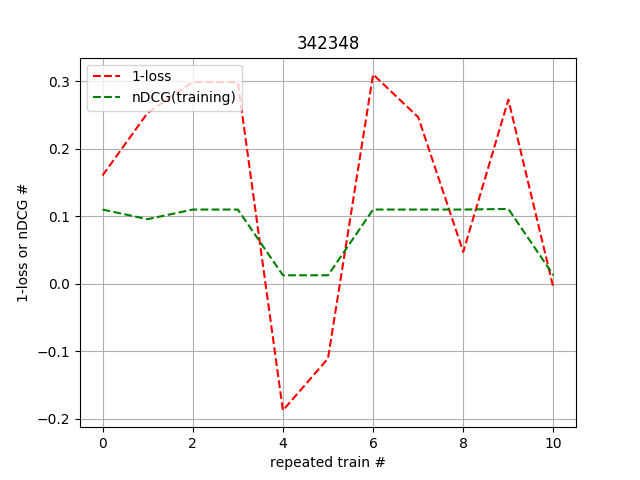 342348
1-loss
nDCG(training)
0.3
0.2
0.1
0.0
−0.1
−0.2
1-loss or nDCG #
0 2 4 6 8 10
repeated train #